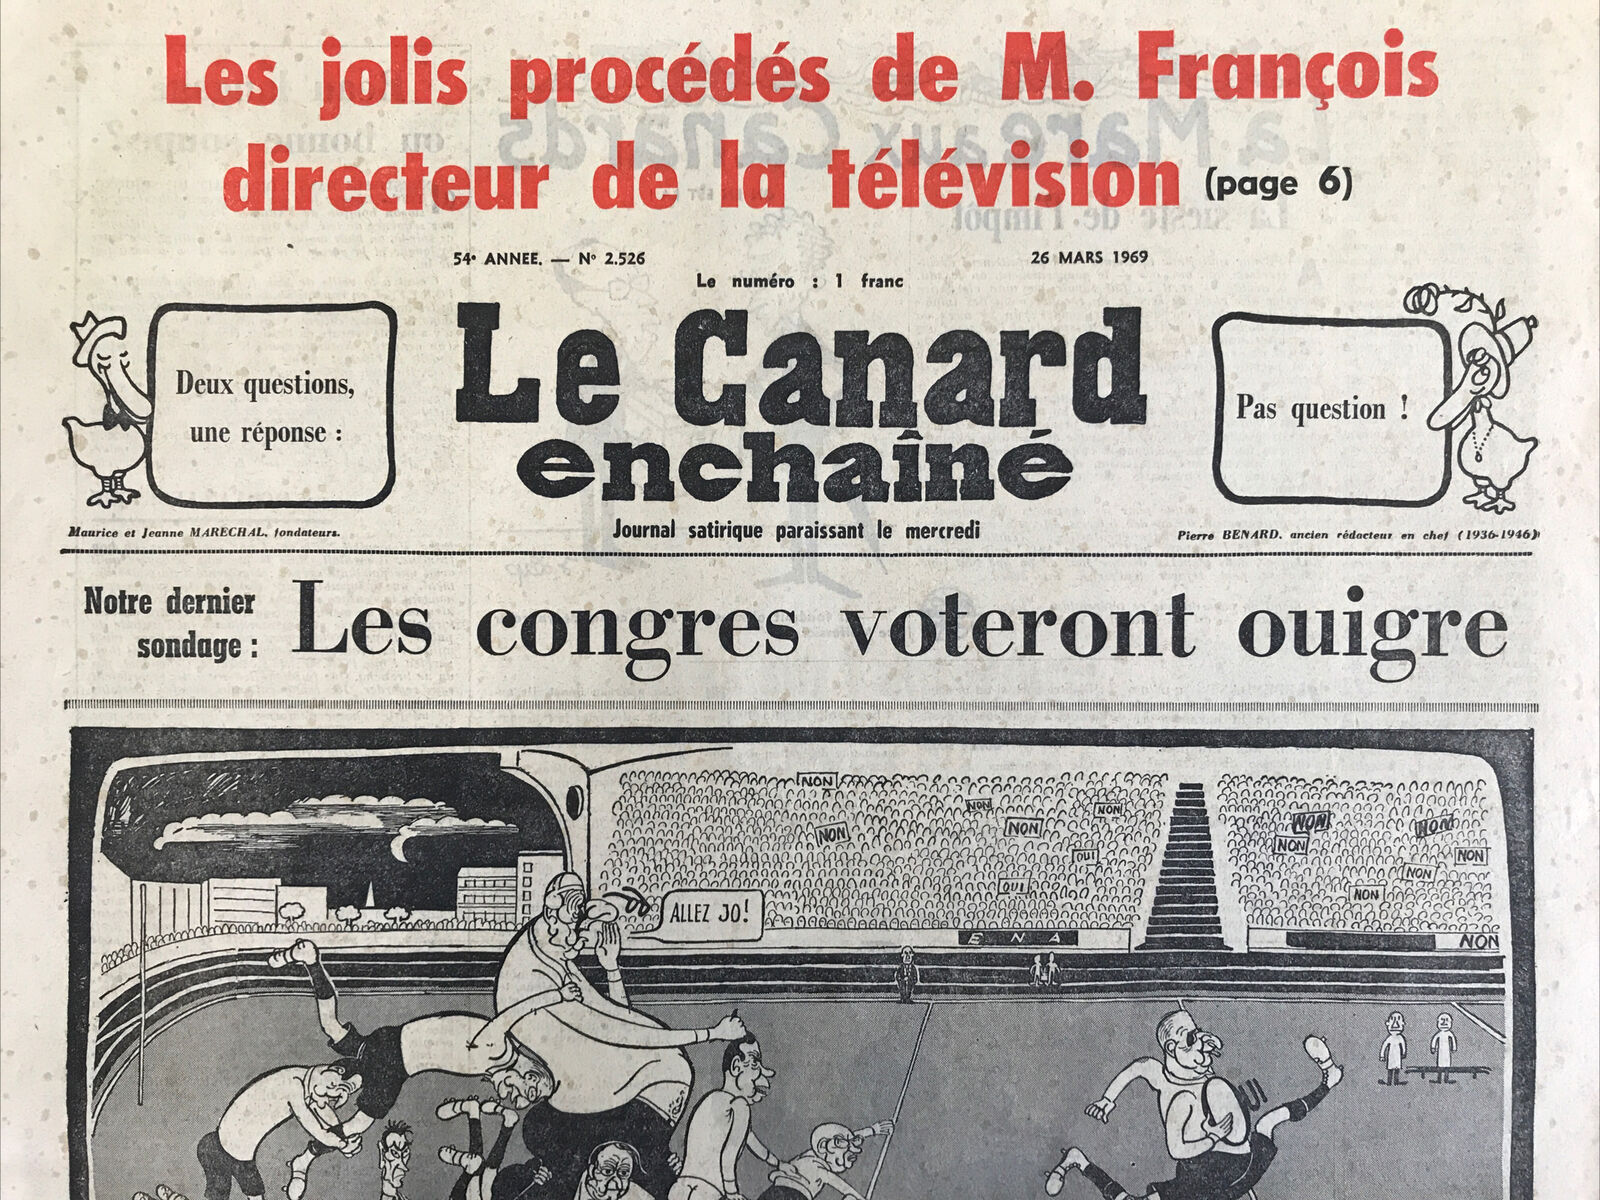 Les jolis procédés de M. François
directeur de la télévision (page 6)
54e ANNEE. — No 2.526
26 MARS 1969
Le numéro : 1 franc
Deux questions,
une réponse :
Le Canard
enchaîné
Pas question !
Maurice et Jeanne MARECHAL, fondateurs.
Journal satirique paraissant le mercredi
Pierre BENARD, ancien rédacteur en chef (1936-1946)
Notre dernier
sondage :
Les congres voteront ouigre
NON
NON
NON
NON
NON
NON
NON
NON
OUI
NON
NON
OUI
NON
ALLEZ JO!
ENA
NON
OUI